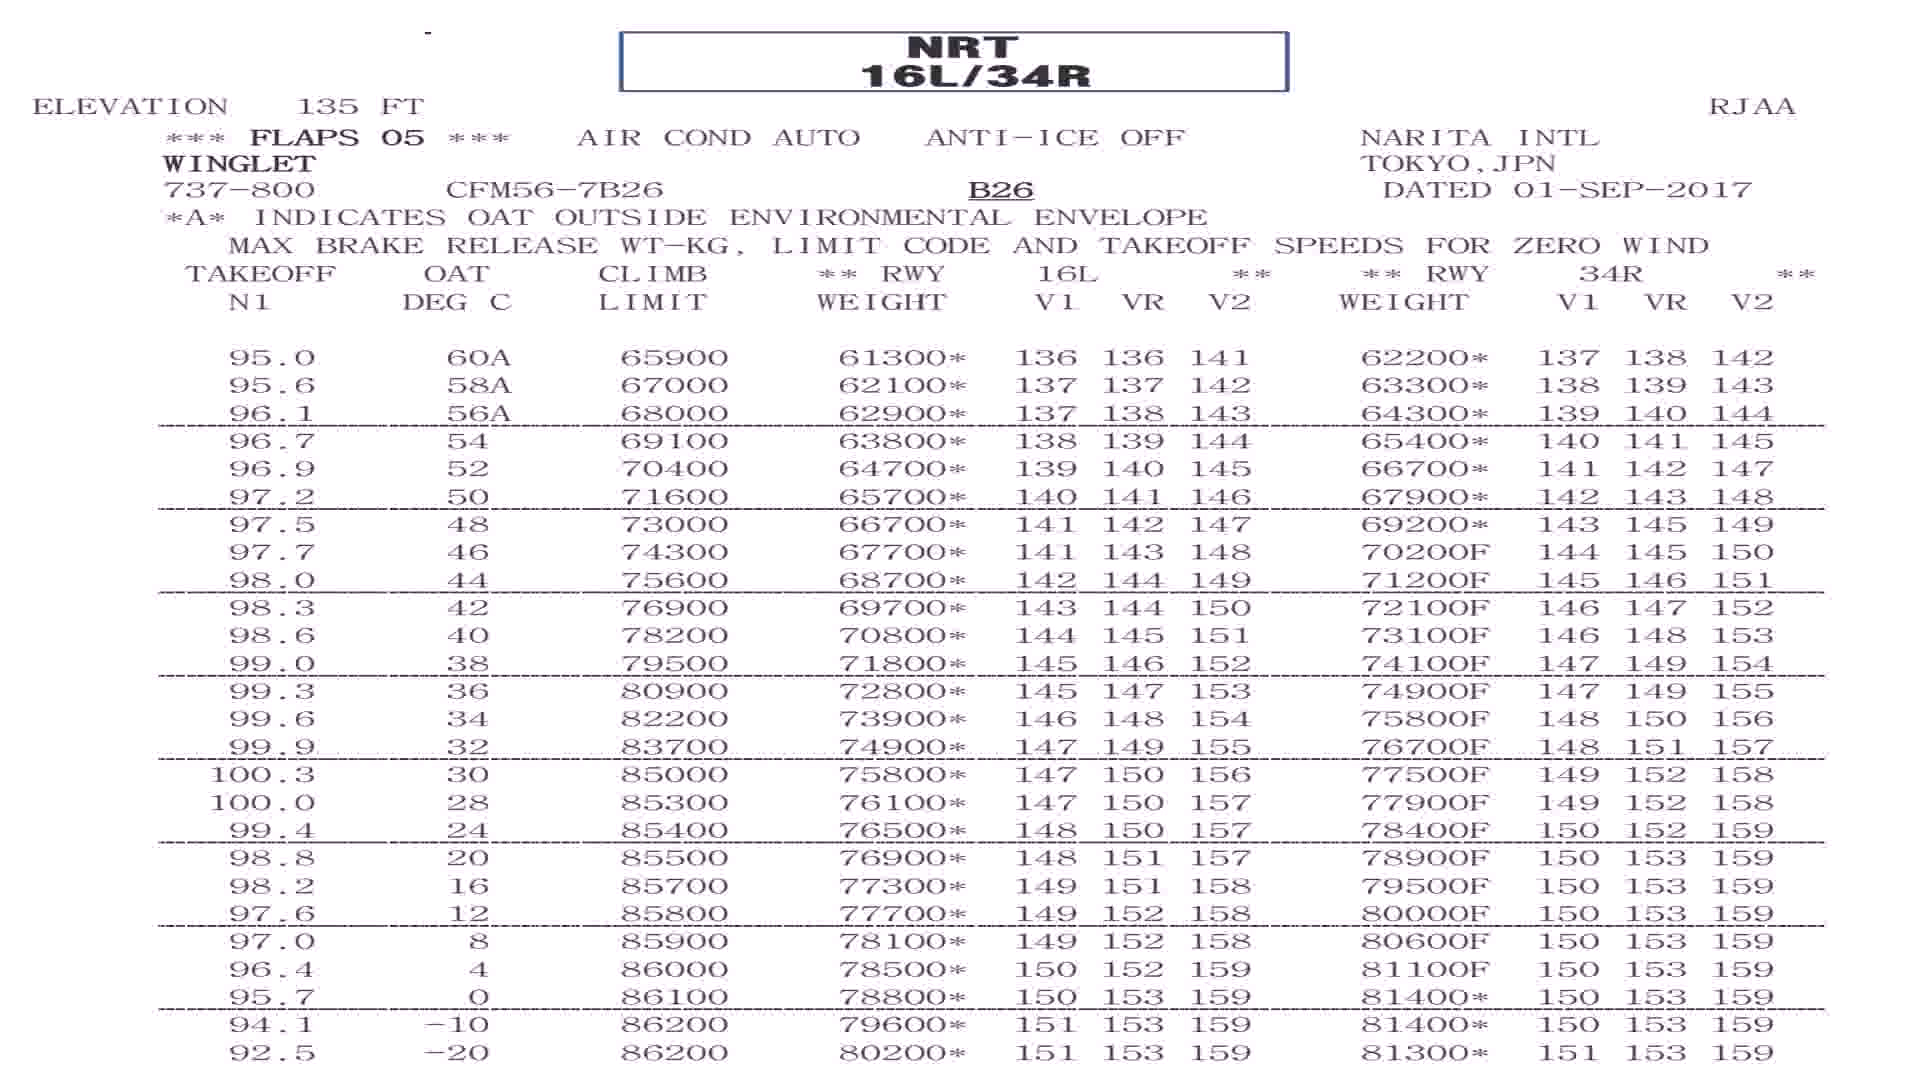 NRT
16L/34R
ELEVATION 135 FT RJAA
*** FLAPS 05 *** AIR COND AUTO ANTI-ICE OFF NARITA INTL
WINGLET TOKYO,JPN
737-800 CFM56-7B26 B26 DATED 01-SEP-2017
*A* INDICATES OAT OUTSIDE ENVIRONMENTAL ENVELOPE
MAX BRAKE RELEASE WT-KG, LIMIT CODE AND TAKEOFF SPEEDS FOR ZERO WIND
TAKEOFF OAT CLIMB ** RWY 16L ** ** RWY 34R **
N1 DEG C LIMIT WEIGHT V1 VR V2 WEIGHT V1 VR V2
95.0 60A 65900 61300* 136 136 141 62200* 137 138 142
95.6 58A 67000 62100* 137 137 142 63300* 138 139 143
96.1 56A 68000 62900* 137 138 143 64300* 139 140 144
96.7 54 69100 63800* 138 139 144 65400* 140 141 145
96.9 52 70400 64700* 139 140 145 66700* 141 142 147
97.2 50 71600 65700* 140 141 146 67900* 142 143 148
97.5 48 73000 66700* 141 142 147 69200* 143 145 149
97.7 46 74300 67700* 141 143 148 70200F 144 145 150
98.0 44 75600 68700* 142 144 149 71200F 145 146 151
98.3 42 76900 69700* 143 144 150 72100F 146 147 152
98.6 40 78200 70800* 144 145 151 73100F 146 148 153
99.0 38 79500 71800* 145 146 152 74100F 147 149 154
99.3 36 80900 72800* 145 147 153 74900F 147 149 155
99.6 34 82200 73900* 146 148 154 75800F 148 150 156
99.9 32 83700 74900* 147 149 155 76700F 148 151 157
100.3 30 85000 75800* 147 150 156 77500F 149 152 158
100.0 28 85300 76100* 147 150 157 77900F 149 152 158
99.4 24 85400 76500* 148 150 157 78400F 150 152 159
98.8 20 85500 76900* 148 151 157 78900F 150 153 159
98.2 16 85700 77300* 149 151 158 79500F 150 153 159
97.6 12 85800 77700* 149 152 158 80000F 150 153 159
97.0 8 85900 78100* 149 152 158 80600F 150 153 159
96.4 4 86000 78500* 150 152 159 81100F 150 153 159
95.7 0 86100 78800* 150 153 159 81400* 150 153 159
94.1 -10 86200 79600* 151 153 159 81400* 150 153 159
92.5 -20 86200 80200* 151 153 159 81300* 151 153 159